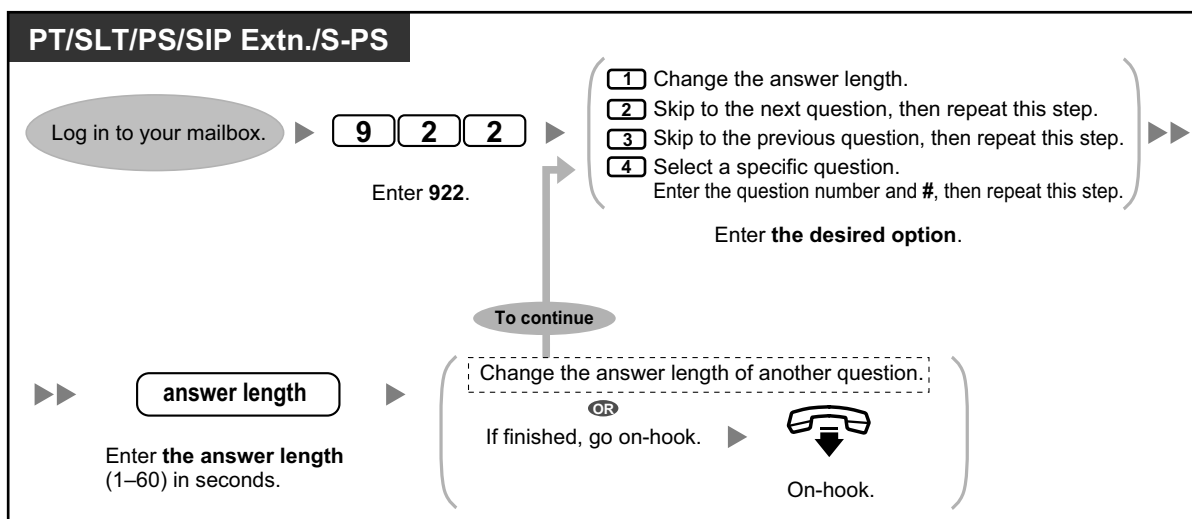 PT/SLT/PS/SIP Extn./S-PS
Log in to your mailbox.
9 2 2
Enter 922.
1 Change the answer length.
2 Skip to the next question, then repeat this step.
3 Skip to the previous question, then repeat this step.
4 Select a specific question.
Enter the question number and #, then repeat this step.
Enter the desired option.
To continue
answer length
Enter the answer length
(1–60) in seconds.
Change the answer length of another question.
OR
If finished, go on-hook.
On-hook.